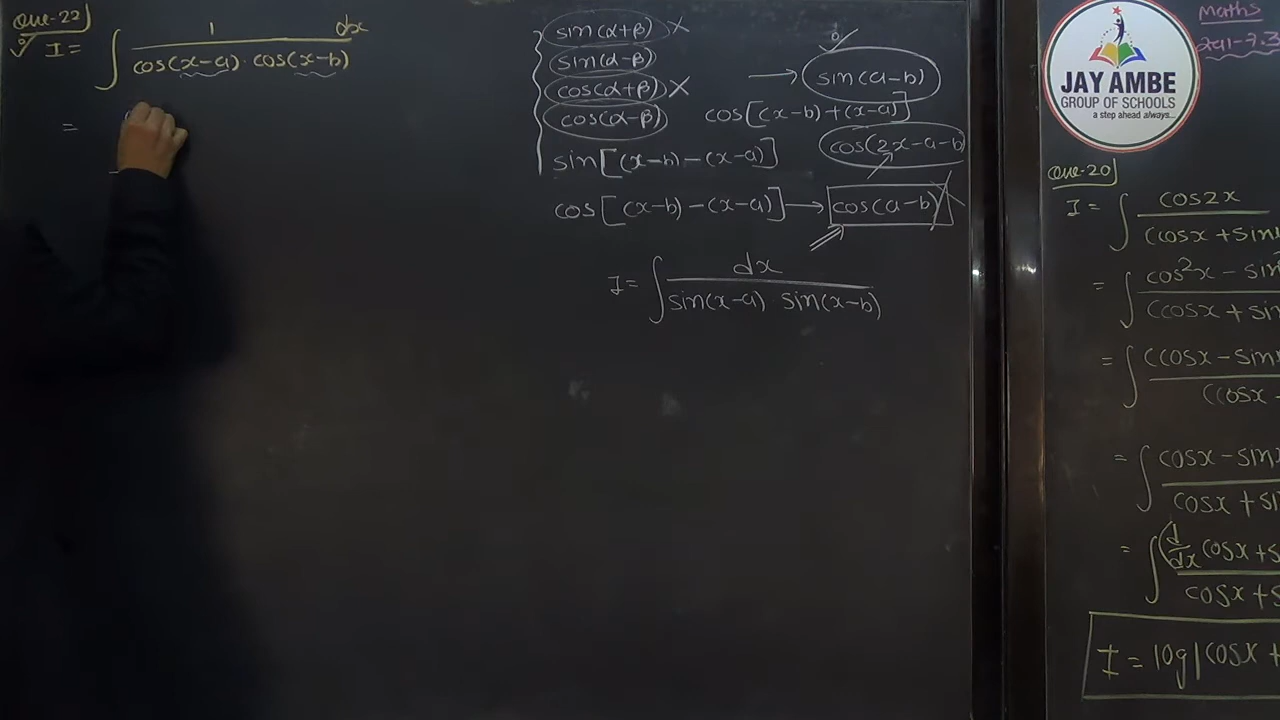 Que-22
I = ∫ 1 dx / cos(x-a) · cos(x-b)
=
sin(α+β) ×
sin(α-β)
cos(α+β) ×
cos(α-β)
→ sin(a-b)
cos[(x-b)+(x-a)]
cos(2x-a-b)
sin[(x-b)-(x-a)]
cos[(x-b)-(x-a)] → cos(a-b)
I = ∫ dx / sin(x-a) · sin(x-b)
JAY AMBE
GROUP OF SCHOOLS
a step ahead always...
Maths
Que-20
I = ∫ cos2x / (cosx + sin
= ∫ cos²x - sin / (cosx + sin
= ∫ (cosx - sin / (cosx
= ∫ cosx - sin / cosx + si
= ∫ (d/dx cosx + s / cosx + s
I = log|cosx +